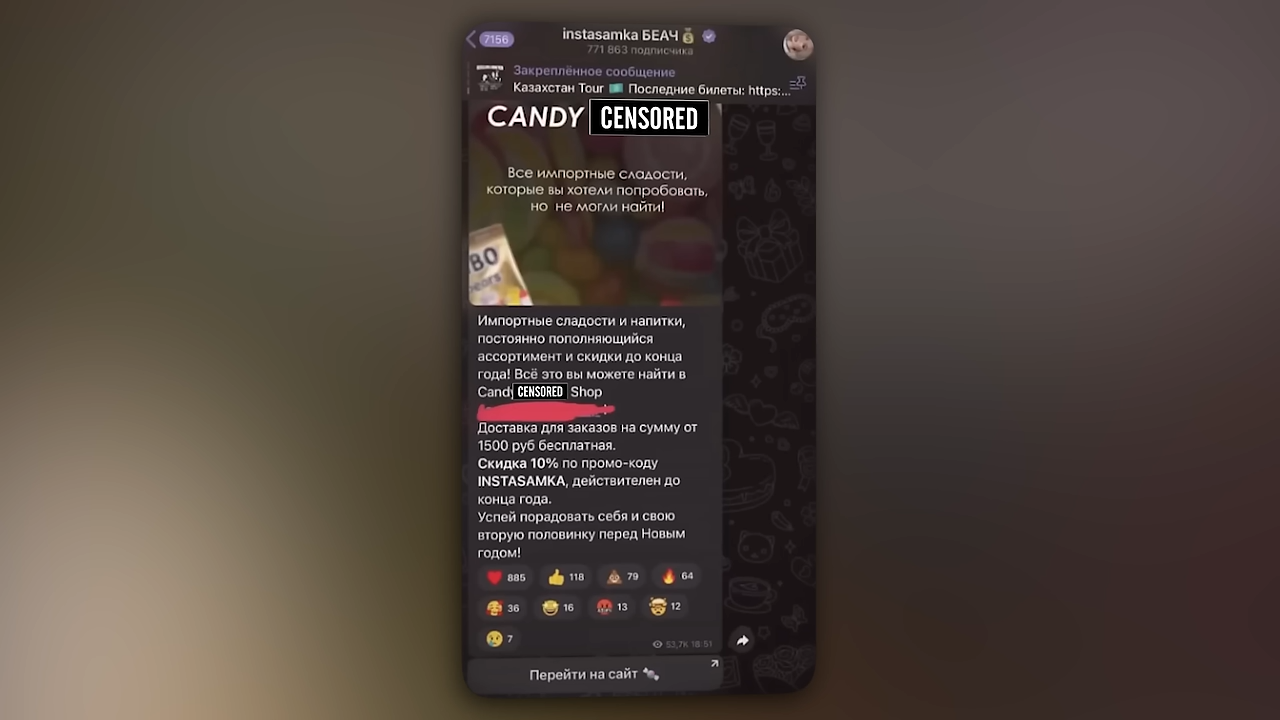 7156
instasamka БЕАЧ💰
771 863 подписчика
Закреплённое сообщение
Казахстан Tour 🇰🇿 Последние билеты: https:...
CANDY CENSORED
Все импортные сладости,
которые вы хотели попробовать,
но не могли найти!
Импортные сладости и напитки,
постоянно пополняющийся
ассортимент и скидки до конца
года! Всё это вы можете найти в
Candy CENSORED Shop
Доставка для заказов на сумму от
1500 руб бесплатная.
Скидка 10% по промо-коду
INSTASAMKA, действителен до
конца года.
Успей порадовать себя и свою
вторую половинку перед Новым
годом!
❤️ 885 👍 118 💩 79 🔥 64
🥰 36 🤩 16 🤬 13 🤯 12
😢 7
53,7K 18:51
Перейти на сайт 🍬